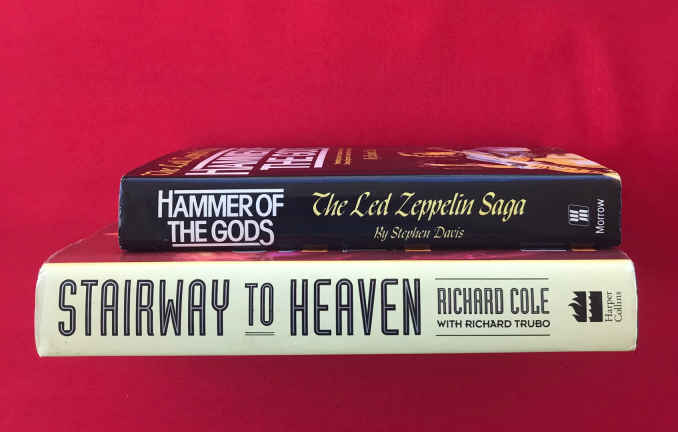 HAMMER OF
THE GODS
The Led Zeppelin Saga
By Stephen Davis
Morrow
STAIRWAY TO HEAVEN
RICHARD COLE
WITH RICHARD TRUBO
Harper
Collins